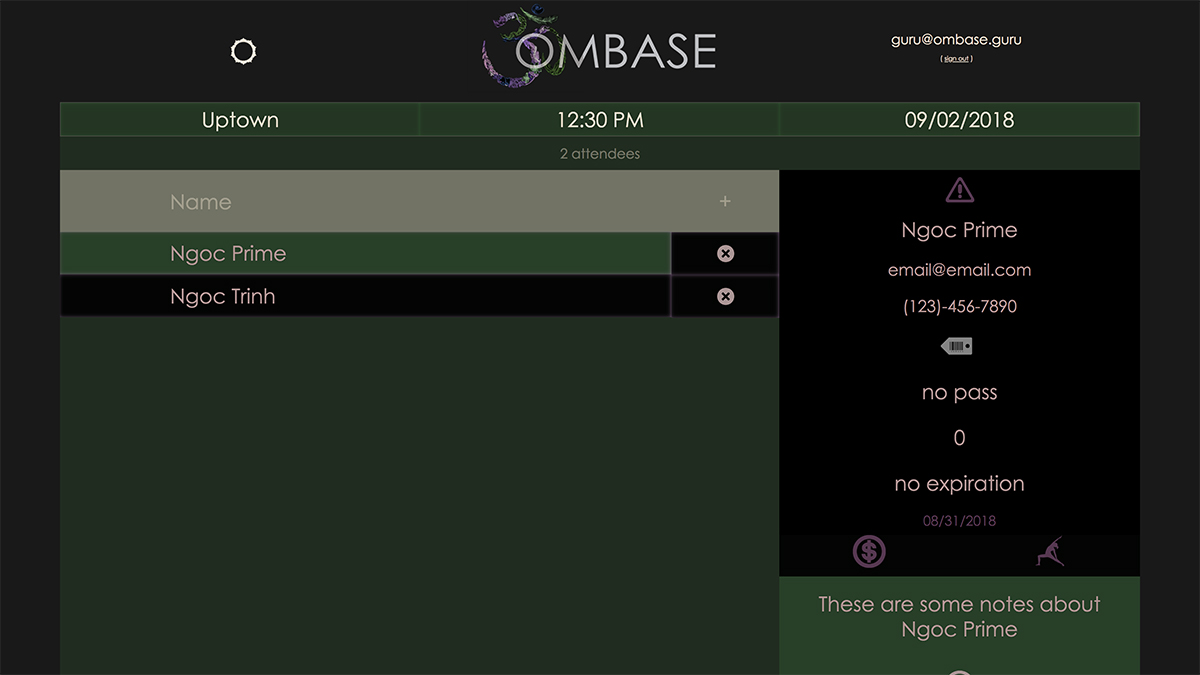 OMBASE
guru@ombase.guru
( sign out )
Uptown
12:30 PM
09/02/2018
2 attendees
Name
+
Ngoc Prime
Ngoc Trinh
Ngoc Prime
email@email.com
(123)-456-7890
no pass
0
no expiration
08/31/2018
These are some notes about
Ngoc Prime